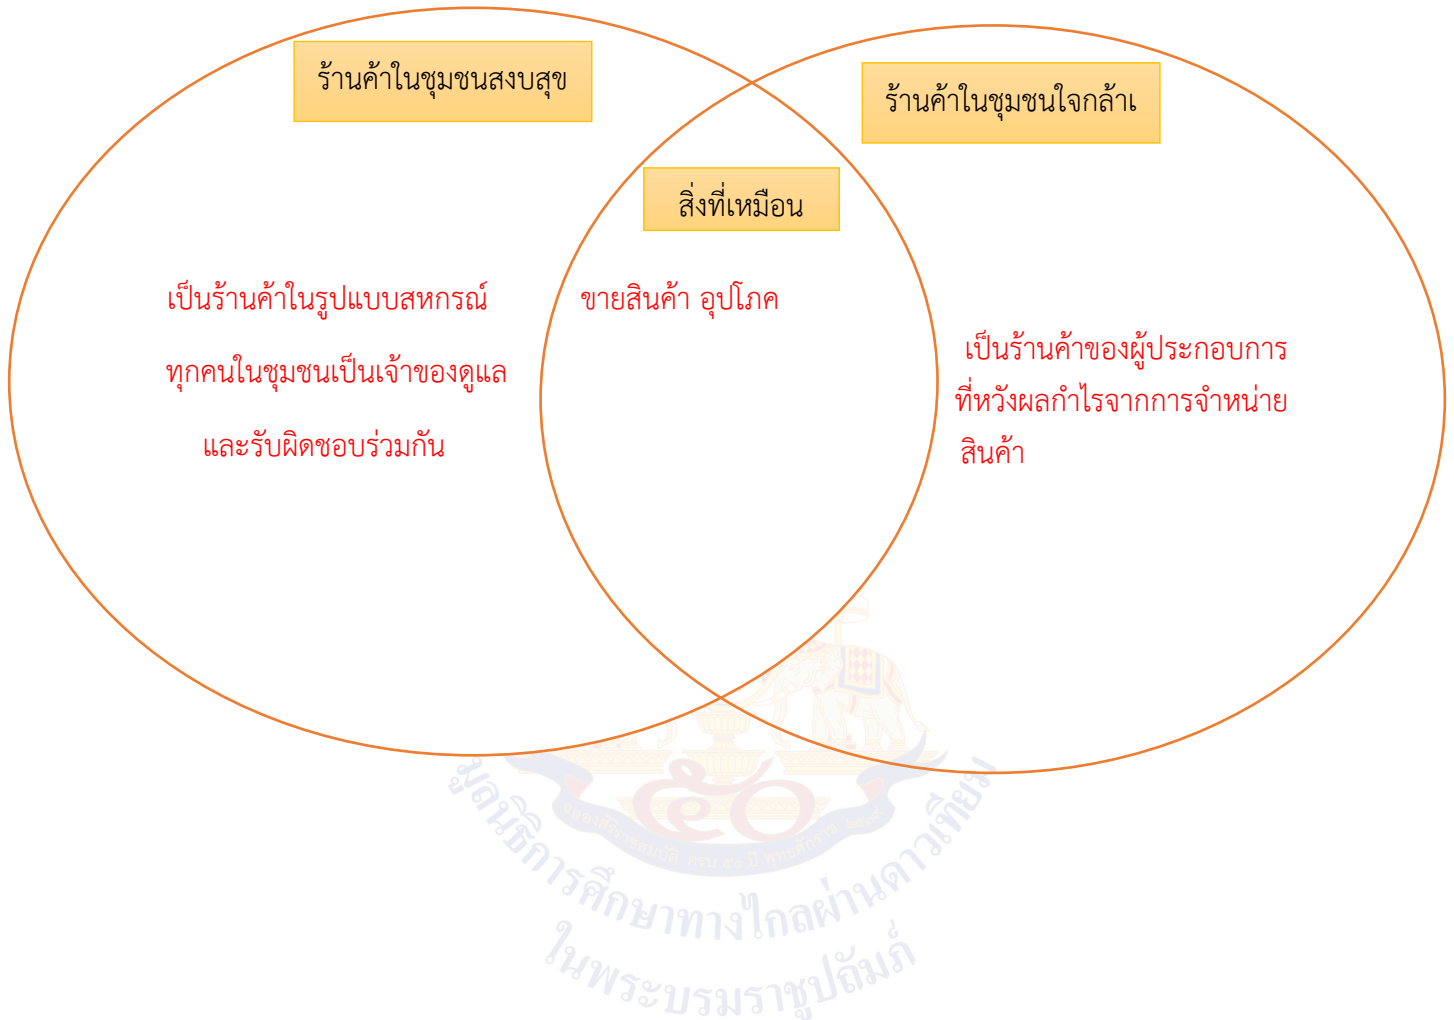 ร้านค้าในชุมชนสงบสุข
ร้านค้าในชุมชนใจกล้าเ
สิ่งที่เหมือน
เป็นร้านค้าในรูปแบบสหกรณ์
ทุกคนในชุมชนเป็นเจ้าของดูแล
และรับผิดชอบร่วมกัน
ขายสินค้า อุปโภค
เป็นร้านค้าของผู้ประกอบการ
ที่หวังผลกำไรจากการจำหน่าย
สินค้า
๕๐
มูลนิธิการศึกษาทางไกลผ่านดาวเทียม
ในพระบรมราชูปถัมภ์